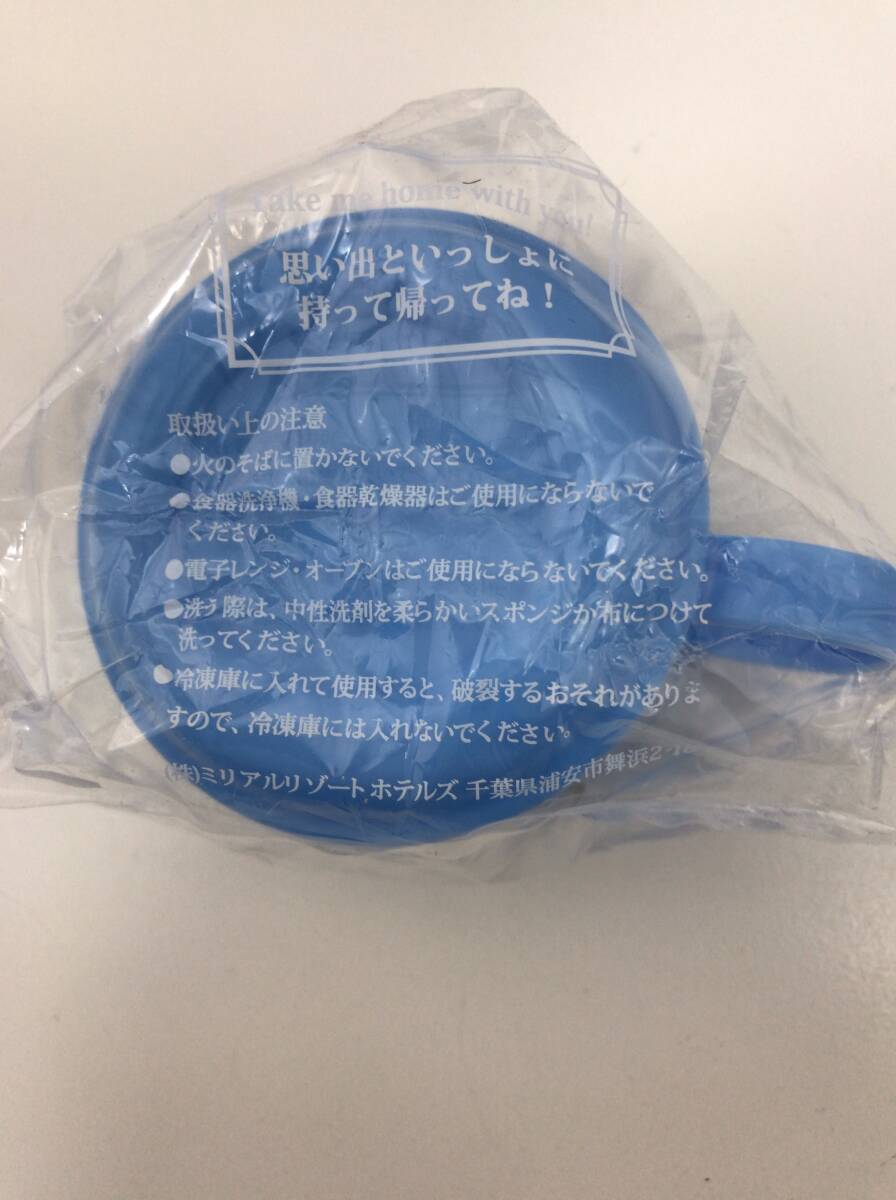 Take me home with you!
思い出といっしょに
持って帰ってね！
取扱い上の注意
●火のそばに置かないでください。
●食器洗浄機・食器乾燥器はご使用にならないで
ください。
●電子レンジ・オーブンはご使用にならないでください。
●洗う際は、中性洗剤を柔らかいスポンジか布につけて
洗ってください。
●冷凍庫に入れて使用すると、破裂するおそれがありま
すので、冷凍庫には入れないでください。
(株)ミリアルリゾートホテルズ 千葉県浦安市舞浜